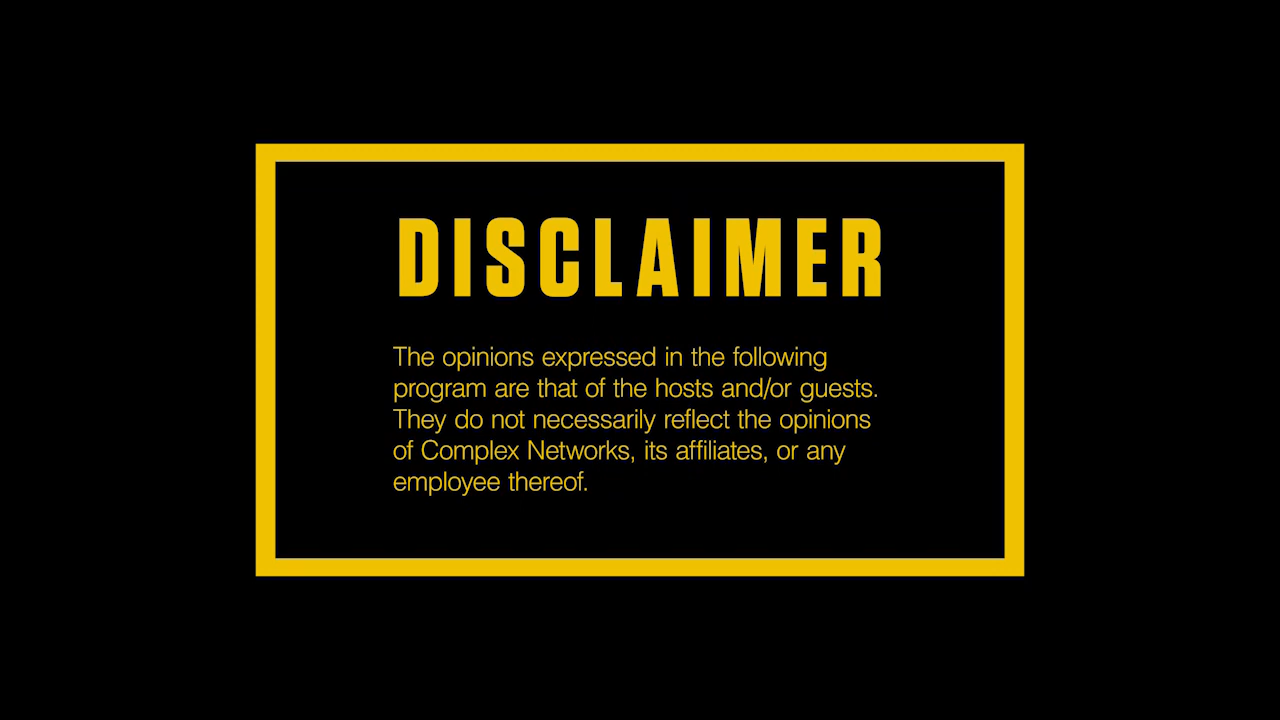 DISCLAIMER
The opinions expressed in the following
program are that of the hosts and/or guests.
They do not necessarily reflect the opinions
of Complex Networks, its affiliates, or any
employee thereof.